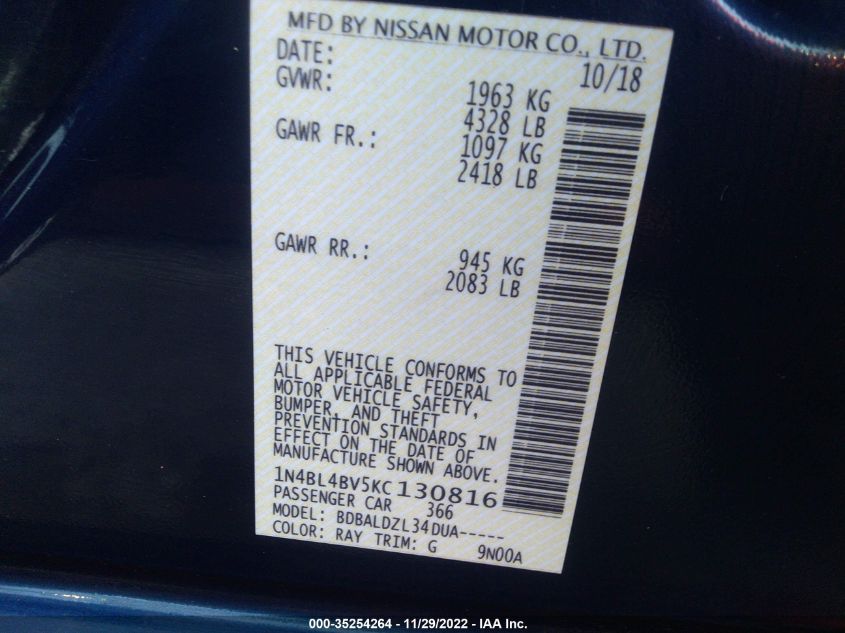 MFD BY NISSAN MOTOR CO., LTD.
DATE: 10/18
GVWR: 1963 KG
4328 LB
GAWR FR.: 1097 KG
2418 LB
GAWR RR.: 945 KG
2083 LB
THIS VEHICLE CONFORMS TO
ALL APPLICABLE FEDERAL
MOTOR VEHICLE SAFETY,
BUMPER, AND THEFT
PREVENTION STANDARDS IN
EFFECT ON THE DATE OF
MANUFACTURE SHOWN ABOVE.
1N4BL4BV5KC130816
PASSENGER CAR 366
MODEL: BDBALDZL34DUA-----
COLOR: RAY TRIM: G 9N00A
000-35254264 - 11/29/2022 - IAA Inc.